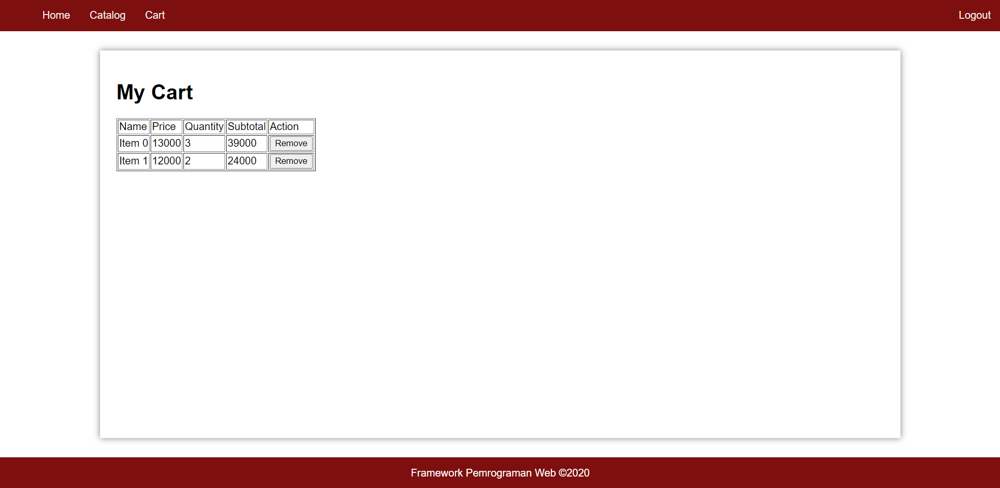 Home Catalog Cart Logout
My Cart
Name Price Quantity Subtotal Action
Item 0 13000 3 39000 Remove
Item 1 12000 2 24000 Remove
Framework Pemrograman Web ©2020